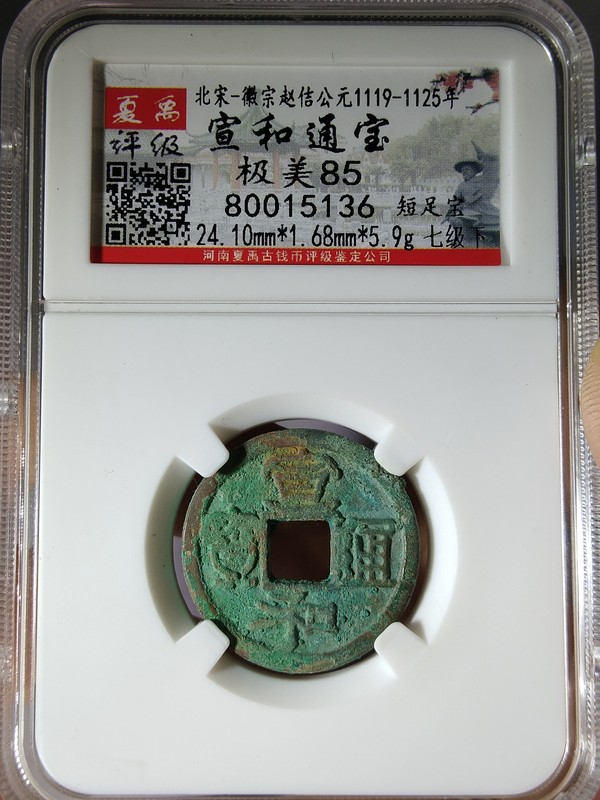 夏禹
评级
北宋-徽宗赵佶公元1119-1125年
宣和通宝
极美85
80015136 短足宝
24.10mm*1.68mm*5.9g 七级下
河南夏禹古钱币评级鉴定公司
宣
和
通